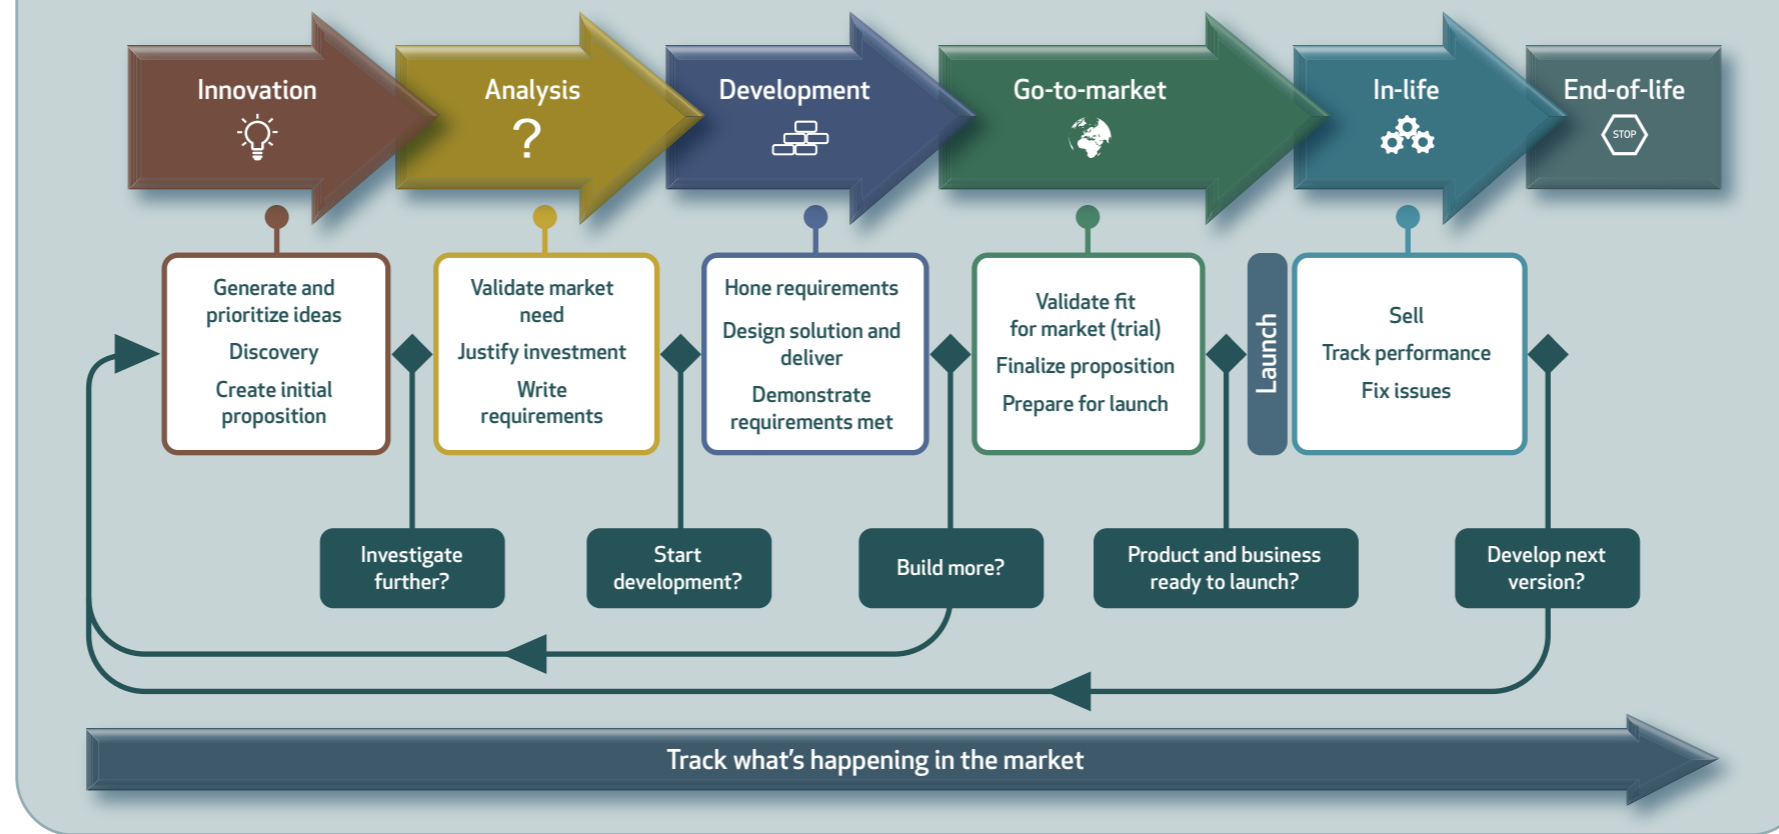 Innovation
Analysis
?
Development
Go-to-market
In-life
End-of-life
STOP
Generate and
prioritize ideas
Discovery
Create initial
proposition
Validate market
need
Justify investment
Write
requirements
Hone requirements
Design solution and
deliver
Demonstrate
requirements met
Validate fit
for market (trial)
Finalize proposition
Prepare for launch
Launch
Sell
Track performance
Fix issues
Investigate
further?
Start
development?
Build more?
Product and business
ready to launch?
Develop next
version?
Track what's happening in the market